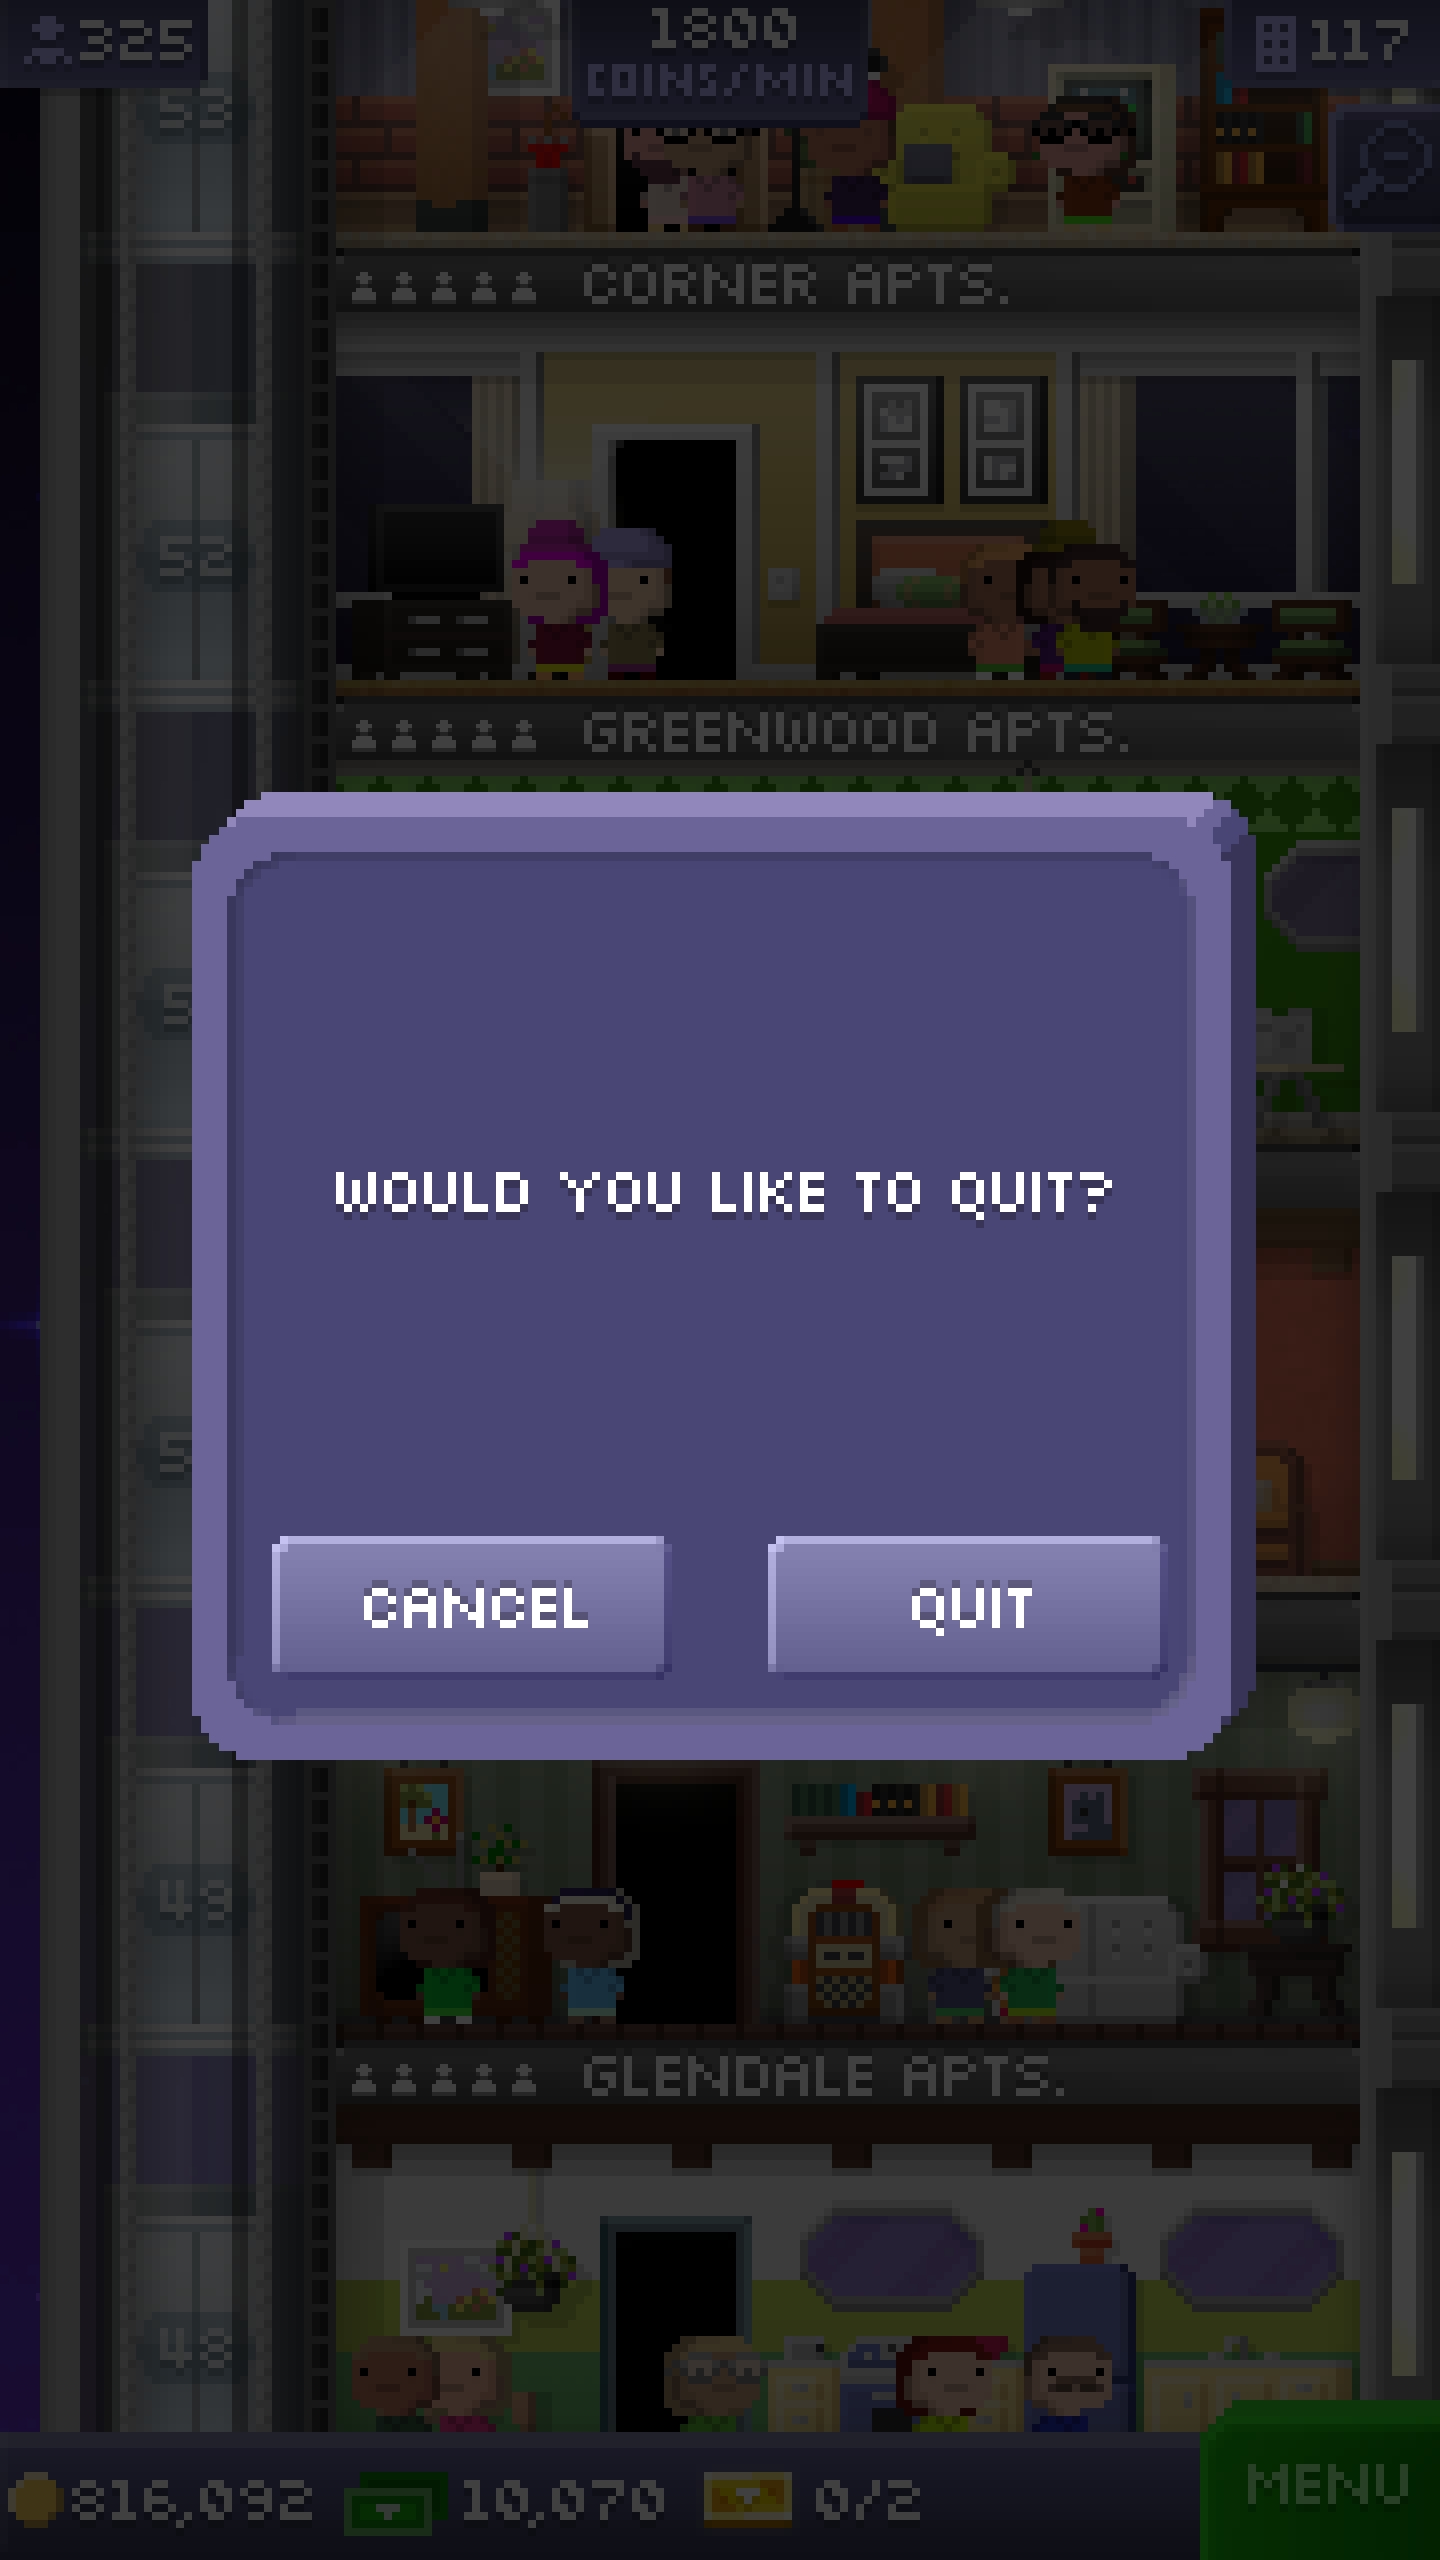 325
1800
COINS/MIN
117
53
CORNER APTS.
52
GREENWOOD APTS.
WOULD YOU LIKE TO QUIT?
CANCEL
QUIT
GLENDALE APTS.
48
816,092
10,070
0/2
MENU